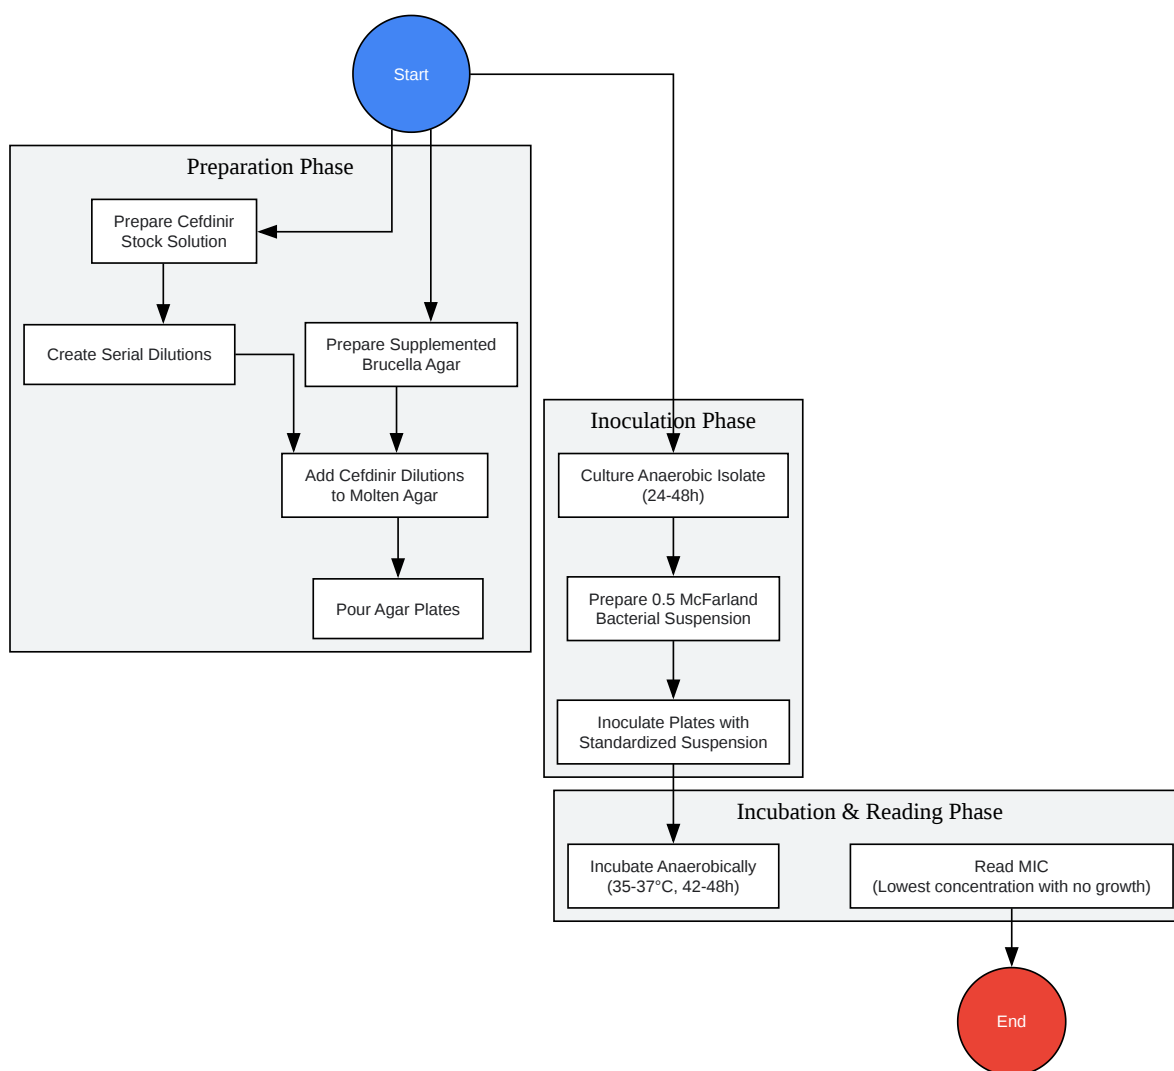 Start
Preparation Phase
Prepare Cefdinir
Stock Solution
Create Serial Dilutions
Prepare Supplemented
Brucella Agar
Add Cefdinir Dilutions
to Molten Agar
Pour Agar Plates
Inoculation Phase
Culture Anaerobic Isolate
(24-48h)
Prepare 0.5 McFarland
Bacterial Suspension
Inoculate Plates with
Standardized Suspension
Incubation & Reading Phase
Incubate Anaerobically
(35-37°C, 42-48h)
Read MIC
(Lowest concentration with no growth)
End